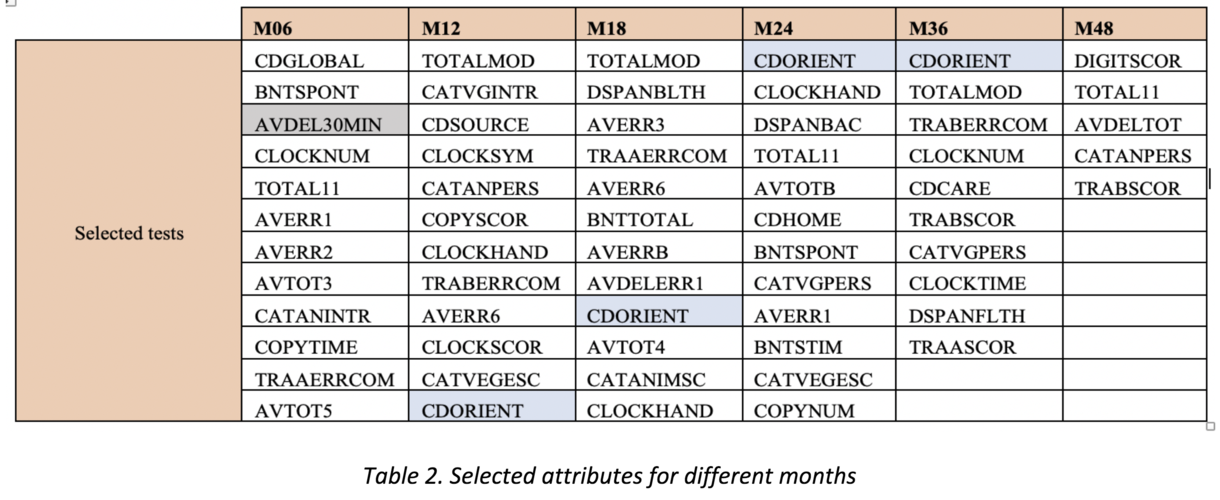 M06 M12 M18 M24 M36 M48
CDGLOBAL TOTALMOD TOTALMOD CDORIENT CDORIENT DIGITSCOR
BNTSPONT CATVGINTR DSPANBLTH CLOCKHAND TOTALMOD TOTAL11
AVDEL30MIN CDSOURCE AVERR3 DSPANBAC TRABERRCOM AVDELTOT
CLOCKNUM CLOCKSYM TRAAERRCOM TOTAL11 CLOCKNUM CATANPERS
TOTAL11 CATANPERS AVERR6 AVTOTB CDCARE TRABSCOR
AVERR1 COPYSCOR BNTTOTAL CDHOME TRABSCOR
Selected tests
AVERR2 CLOCKHAND AVERRB BNTSPONT CATVGPERS
AVTOT3 TRABERRCOM AVDELERR1 CATVGPERS CLOCKTIME
CATANINTR AVERR6 CDORIENT AVERR1 DSPANFLTH
COPYTIME CLOCKSCOR AVTOT4 BNTSTIM TRAASCOR
TRAAERRCOM CATVEGESC CATANIMSC CATVEGESC
AVTOT5 CDORIENT CLOCKHAND COPYNUM
Table 2. Selected attributes for different months